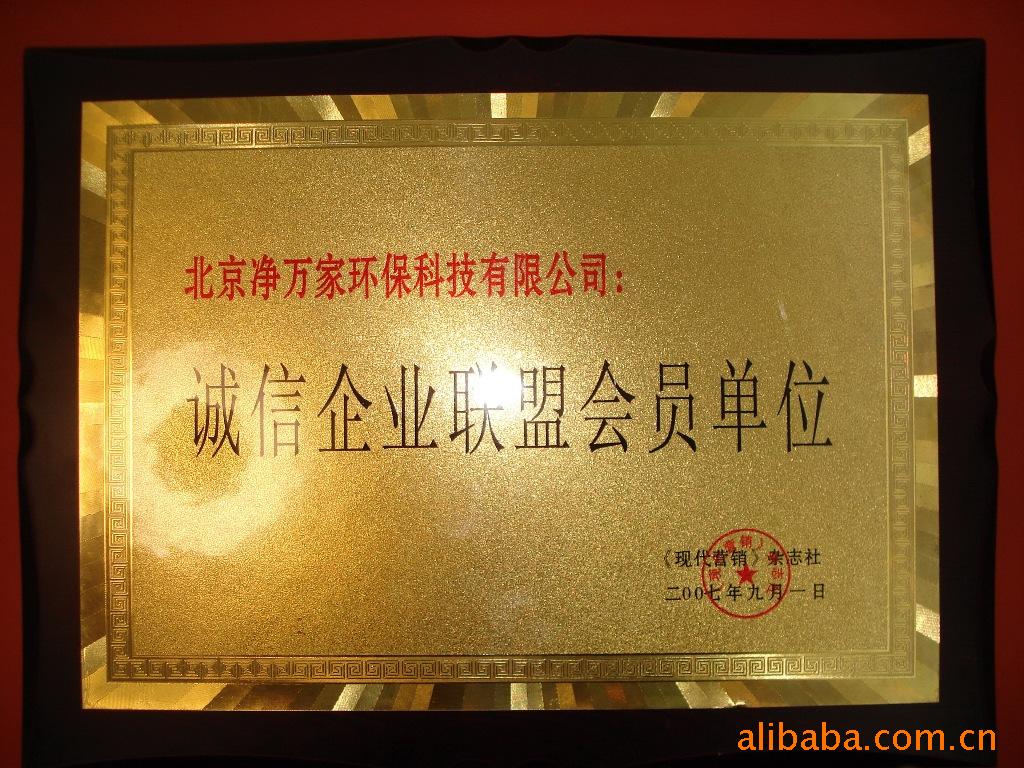 北京净万家环保科技有限公司：
诚信企业联盟会员单位
《现代营销》杂志社
二00七年九月一日
alibaba.com.cn